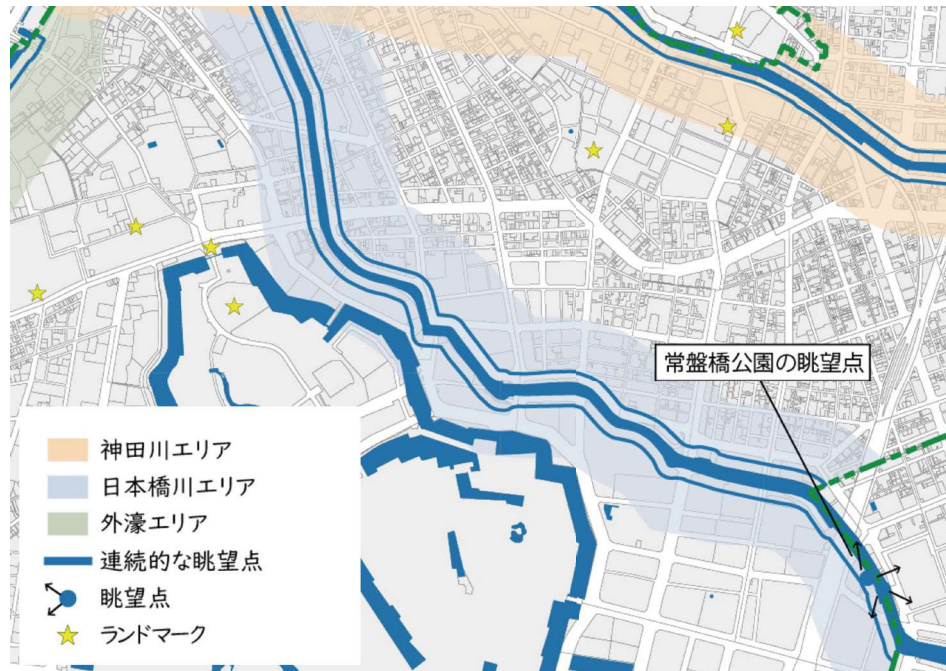 常盤橋公園の眺望点
神田川エリア
日本橋川エリア
外濠エリア
連続的な眺望点
眺望点
ランドマーク